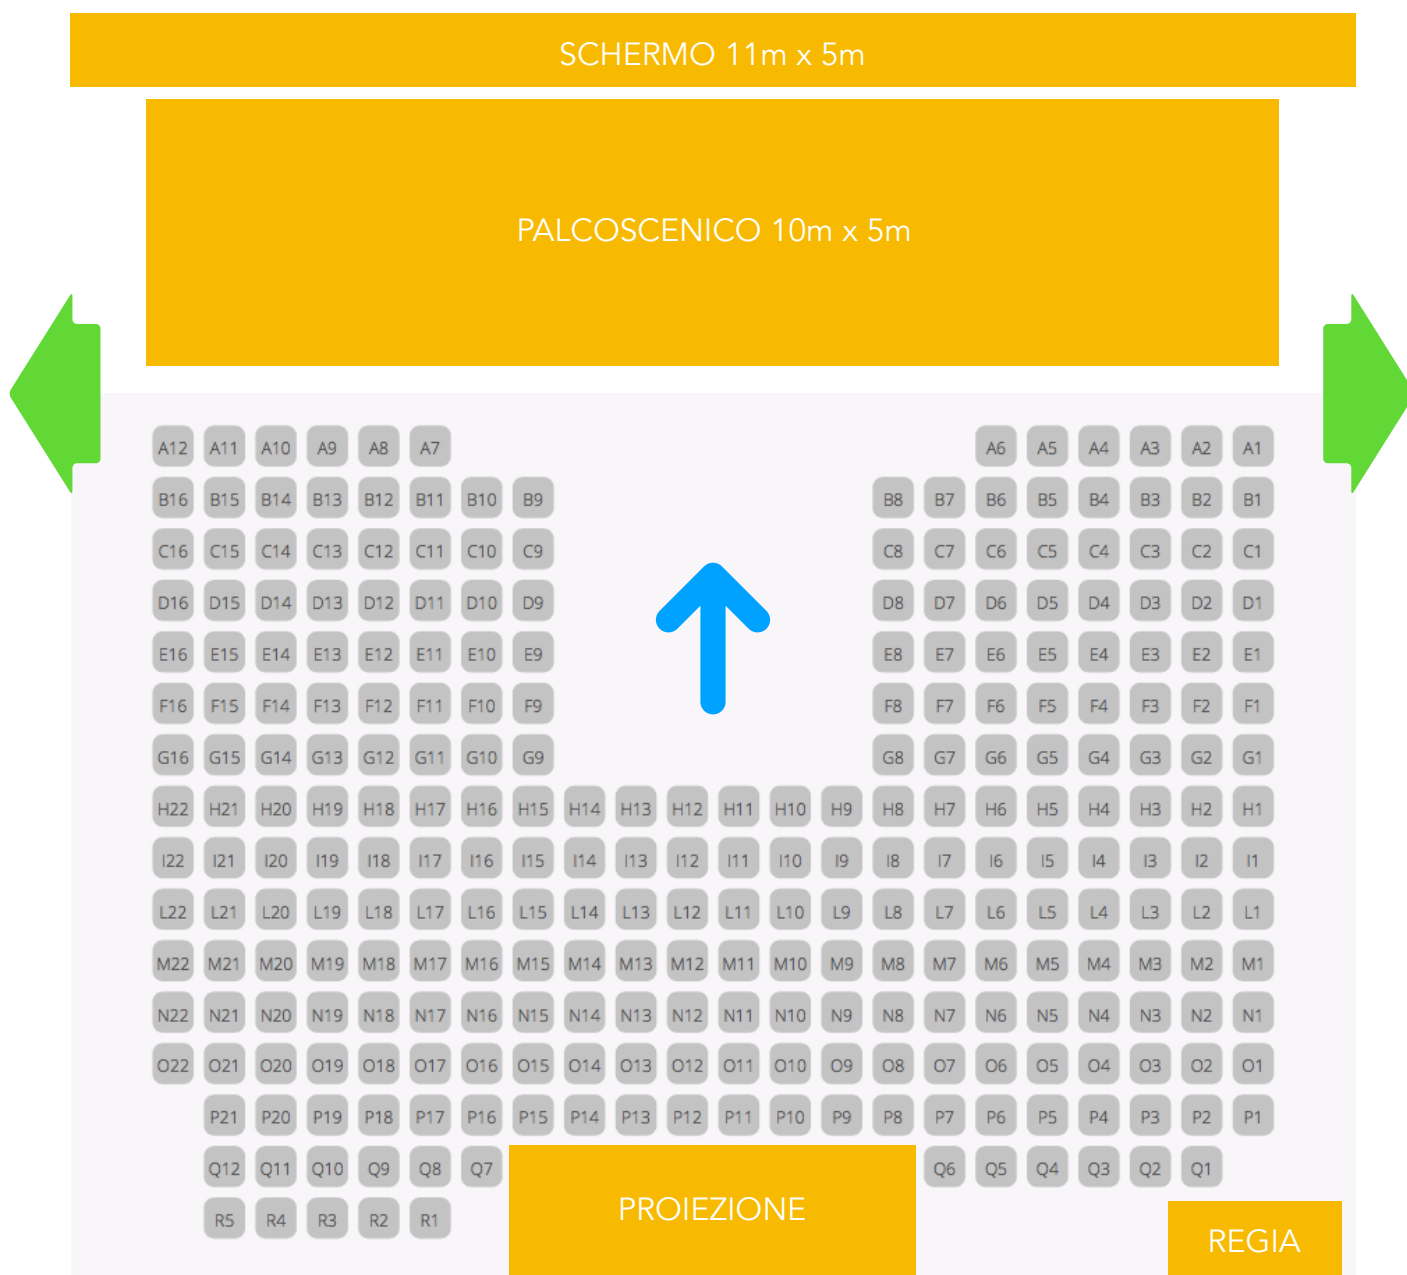 SCHERMO 11m x 5m
PALCOSCENICO 10m x 5m
A12 A11 A10 A9 A8 A7 A6 A5 A4 A3 A2 A1
B16 B15 B14 B13 B12 B11 B10 B9 B8 B7 B6 B5 B4 B3 B2 B1
C16 C15 C14 C13 C12 C11 C10 C9 C8 C7 C6 C5 C4 C3 C2 C1
D16 D15 D14 D13 D12 D11 D10 D9 D8 D7 D6 D5 D4 D3 D2 D1
E16 E15 E14 E13 E12 E11 E10 E9 E8 E7 E6 E5 E4 E3 E2 E1
F16 F15 F14 F13 F12 F11 F10 F9 F8 F7 F6 F5 F4 F3 F2 F1
G16 G15 G14 G13 G12 G11 G10 G9 G8 G7 G6 G5 G4 G3 G2 G1
H22 H21 H20 H19 H18 H17 H16 H15 H14 H13 H12 H11 H10 H9 H8 H7 H6 H5 H4 H3 H2 H1
I22 I21 I20 I19 I18 I17 I16 I15 I14 I13 I12 I11 I10 I9 I8 I7 I6 I5 I4 I3 I2 I1
L22 L21 L20 L19 L18 L17 L16 L15 L14 L13 L12 L11 L10 L9 L8 L7 L6 L5 L4 L3 L2 L1
M22 M21 M20 M19 M18 M17 M16 M15 M14 M13 M12 M11 M10 M9 M8 M7 M6 M5 M4 M3 M2 M1
N22 N21 N20 N19 N18 N17 N16 N15 N14 N13 N12 N11 N10 N9 N8 N7 N6 N5 N4 N3 N2 N1
O22 O21 O20 O19 O18 O17 O16 O15 O14 O13 O12 O11 O10 O9 O8 O7 O6 O5 O4 O3 O2 O1
P21 P20 P19 P18 P17 P16 P15 P14 P13 P12 P11 P10 P9 P8 P7 P6 P5 P4 P3 P2 P1
Q12 Q11 Q10 Q9 Q8 Q7 Q6 Q5 Q4 Q3 Q2 Q1
PROIEZIONE
R5 R4 R3 R2 R1
REGIA